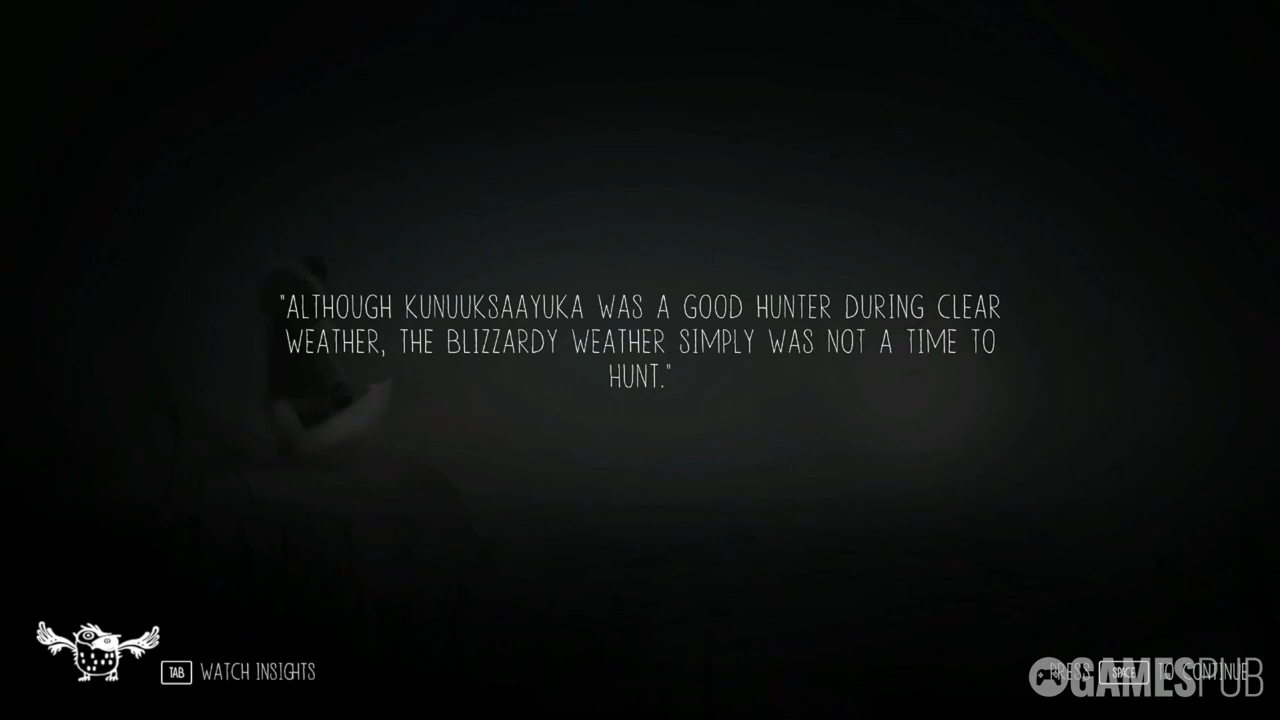 "ALTHOUGH KUNUUKSAAYUKA WAS A GOOD HUNTER DURING CLEAR
WEATHER, THE BLIZZARDY WEATHER SIMPLY WAS NOT A TIME TO
HUNT."
TAB WATCH INSIGHTS
PRESS SPACE TO CONTINUE
GAMESPUB